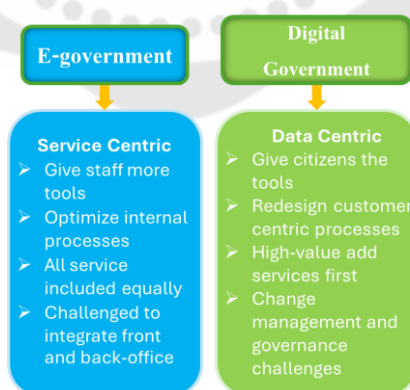 E-government
Service Centric
➢ Give staff more
tools
➢ Optimize internal
processes
➢ All service
included equally
➢ Challenged to
integrate front
and back-office
Digital
Government
Data Centric
➢ Give citizens the
tools
➢ Redesign customer
centric processes
➢ High-value add
services first
➢ Change
management and
governance
challenges